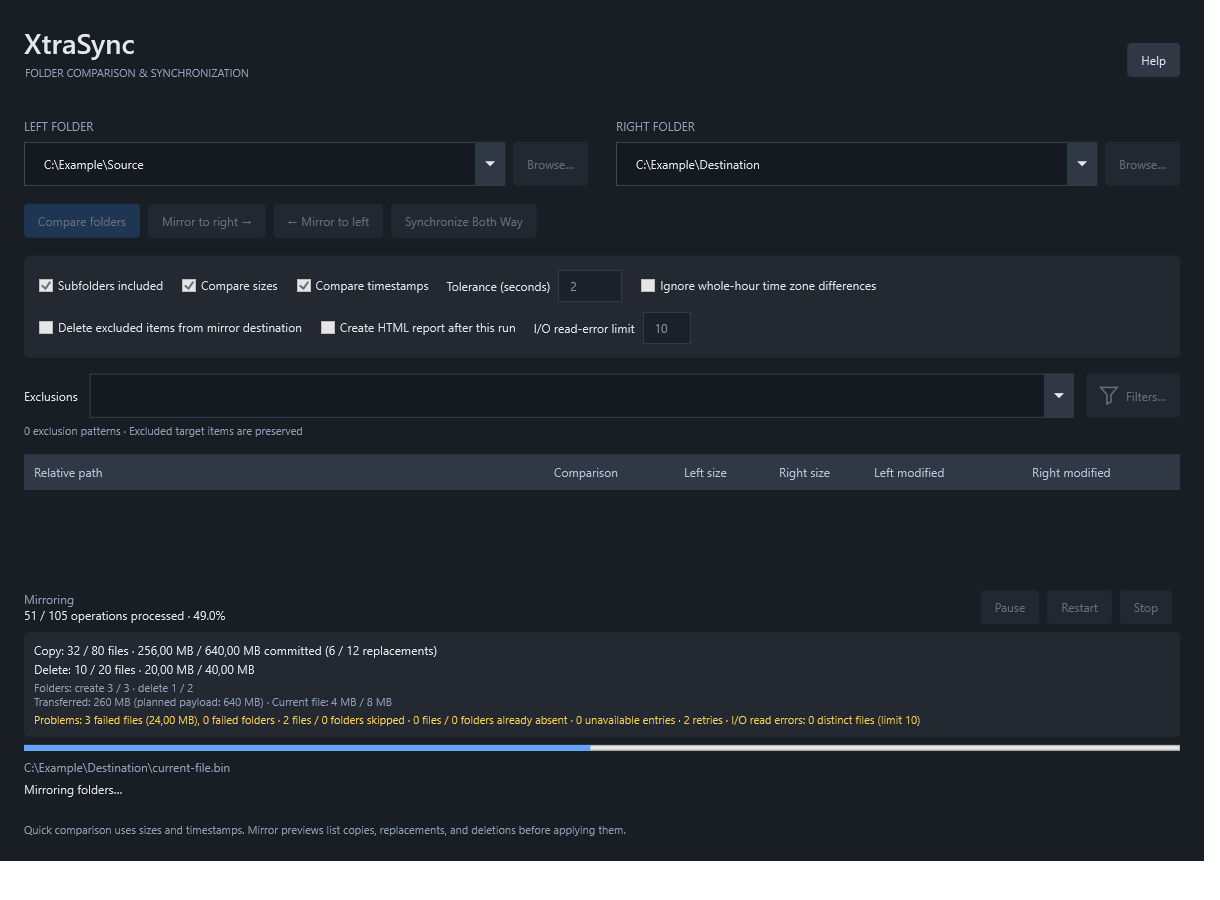 XtraSync
FOLDER COMPARISON & SYNCHRONIZATION
Help
LEFT FOLDER
RIGHT FOLDER
C:\Example\Source
Browse...
C:\Example\Destination
Browse...
Compare folders
Mirror to right →
← Mirror to left
Synchronize Both Way
Subfolders included
Compare sizes
Compare timestamps
Tolerance (seconds)
2
Ignore whole-hour time zone differences
Delete excluded items from mirror destination
Create HTML report after this run
I/O read-error limit
10
Exclusions
Filters...
0 exclusion patterns · Excluded target items are preserved
Relative path
Comparison
Left size
Right size
Left modified
Right modified
Mirroring
51 / 105 operations processed · 49.0%
Pause
Restart
Stop
Copy: 32 / 80 files · 256,00 MB / 640,00 MB committed (6 / 12 replacements)
Delete: 10 / 20 files · 20,00 MB / 40,00 MB
Folders: create 3 / 3 · delete 1 / 2
Transferred: 260 MB (planned payload: 640 MB) · Current file: 4 MB / 8 MB
Problems: 3 failed files (24,00 MB), 0 failed folders · 2 files / 0 folders skipped · 0 files / 0 folders already absent · 0 unavailable entries · 2 retries · I/O read errors: 0 distinct files (limit 10)
C:\Example\Destination\current-file.bin
Mirroring folders...
Quick comparison uses sizes and timestamps. Mirror previews list copies, replacements, and deletions before applying them.